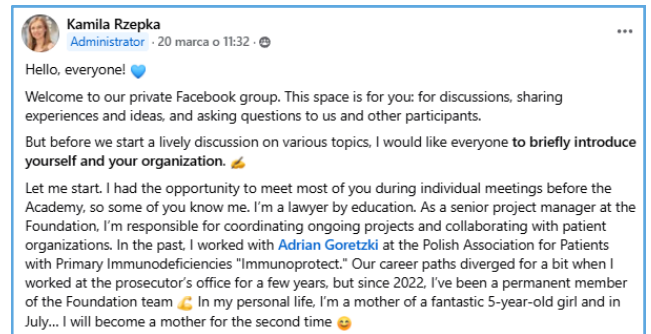 Kamila Rzepka
Administrator · 20 marca o 11:32 ·
Hello, everyone! 💙
Welcome to our private Facebook group. This space is for you: for discussions, sharing
experiences and ideas, and asking questions to us and other participants.
But before we start a lively discussion on various topics, I would like everyone to briefly introduce
yourself and your organization. ✍️
Let me start. I had the opportunity to meet most of you during individual meetings before the
Academy, so some of you know me. I'm a lawyer by education. As a senior project manager at the
Foundation, I'm responsible for coordinating ongoing projects and collaborating with patient
organizations. In the past, I worked with Adrian Goretzki at the Polish Association for Patients
with Primary Immunodeficiencies "Immunoprotect." Our career paths diverged for a bit when I
worked at the prosecutor's office for a few years, but since 2022, I've been a permanent member
of the Foundation team 💪 In my personal life, I'm a mother of a fantastic 5-year-old girl and in
July... I will become a mother for the second time 😊